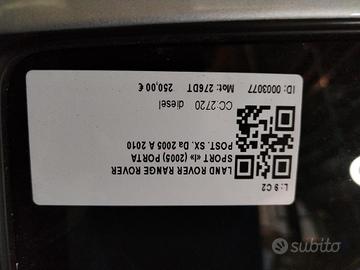 L: 9 C2
LAND ROVER RANGE ROVER
SPORT «ls» (2005) PORTA
POST. SX. Da 2005 A 2010
CC:2720 diesel
ID: 0003077 Mot: 276DT 250,00 €
subito